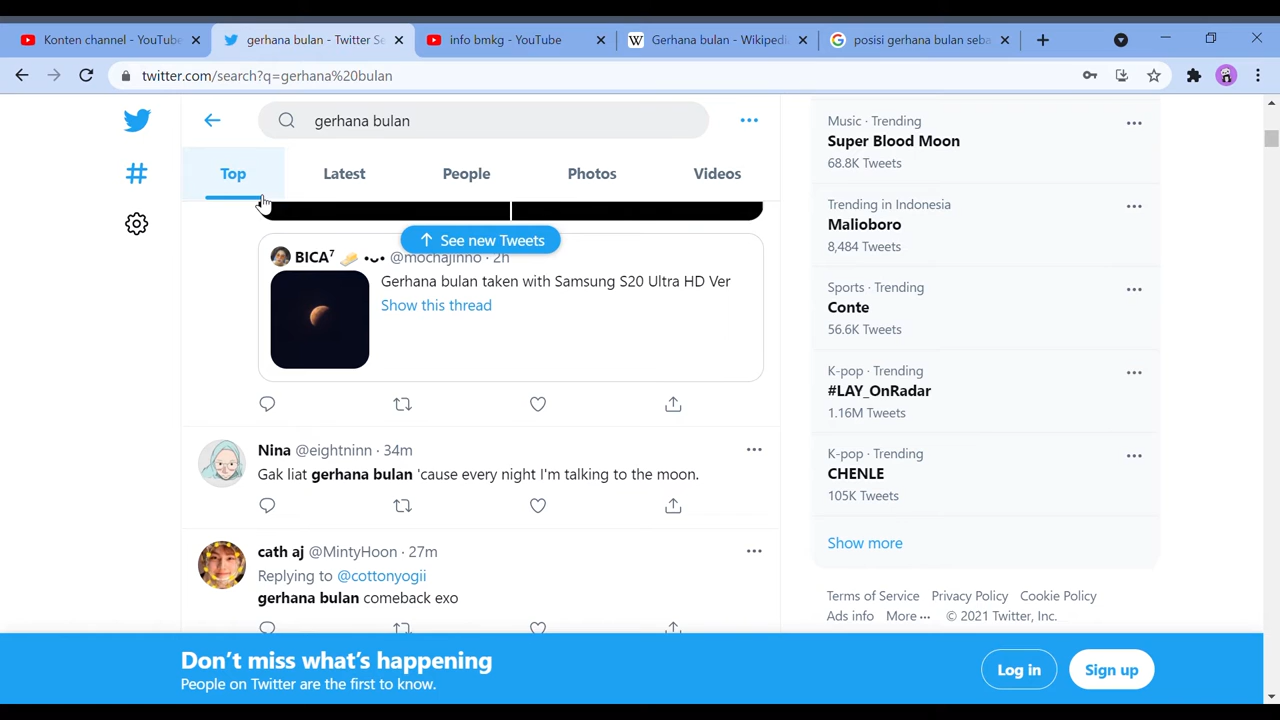 Konten channel - YouTube
gerhana bulan - Twitter Se
info bmkg - YouTube
Gerhana bulan - Wikipedi
posisi gerhana bulan seba
twitter.com/search?q=gerhana%20bulan
gerhana bulan
Top
Latest
People
Photos
Videos
See new Tweets
BICA⁷ @mochajinho · 2h
Gerhana bulan taken with Samsung S20 Ultra HD Ver
Show this thread
Nina @eightninn · 34m
Gak liat gerhana bulan 'cause every night I'm talking to the moon.
cath aj @MintyHoon · 27m
Replying to @cottonyogii
gerhana bulan comeback exo
Music · Trending
Super Blood Moon
68.8K Tweets
Trending in Indonesia
Malioboro
8,484 Tweets
Sports · Trending
Conte
56.6K Tweets
K-pop · Trending
#LAY_OnRadar
1.16M Tweets
K-pop · Trending
CHENLE
105K Tweets
Show more
Terms of Service Privacy Policy Cookie Policy
Ads info More ··· © 2021 Twitter, Inc.
Don't miss what's happening
People on Twitter are the first to know.
Log in
Sign up